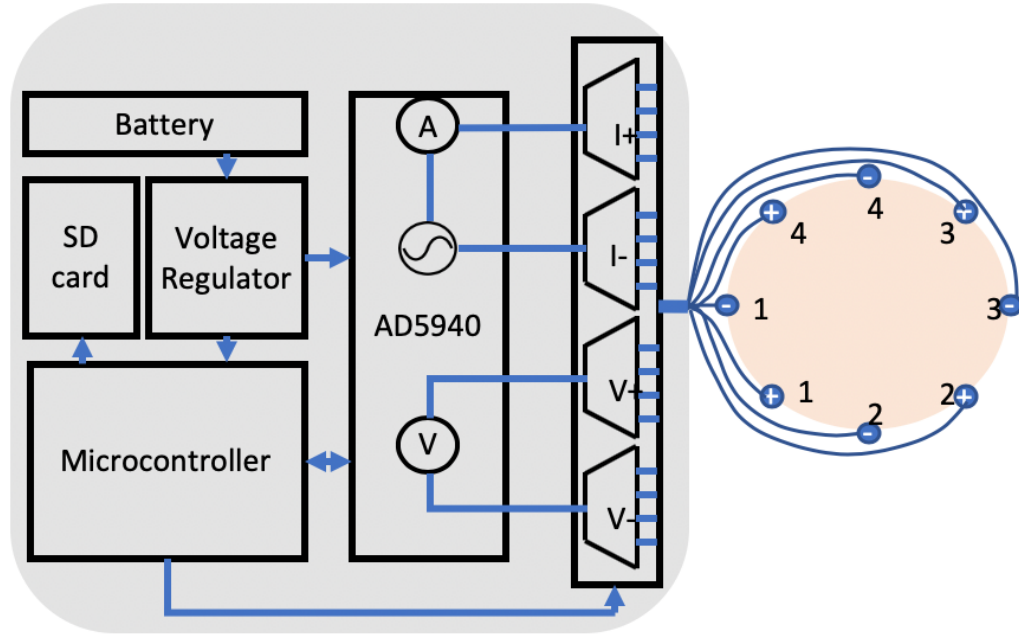 Battery
SD
card
Voltage
Regulator
Microcontroller
A
AD5940
V
I+
I-
V+
V-
-
4
+
4
+
3
-
1
-
3
+
1
+
2
-
2